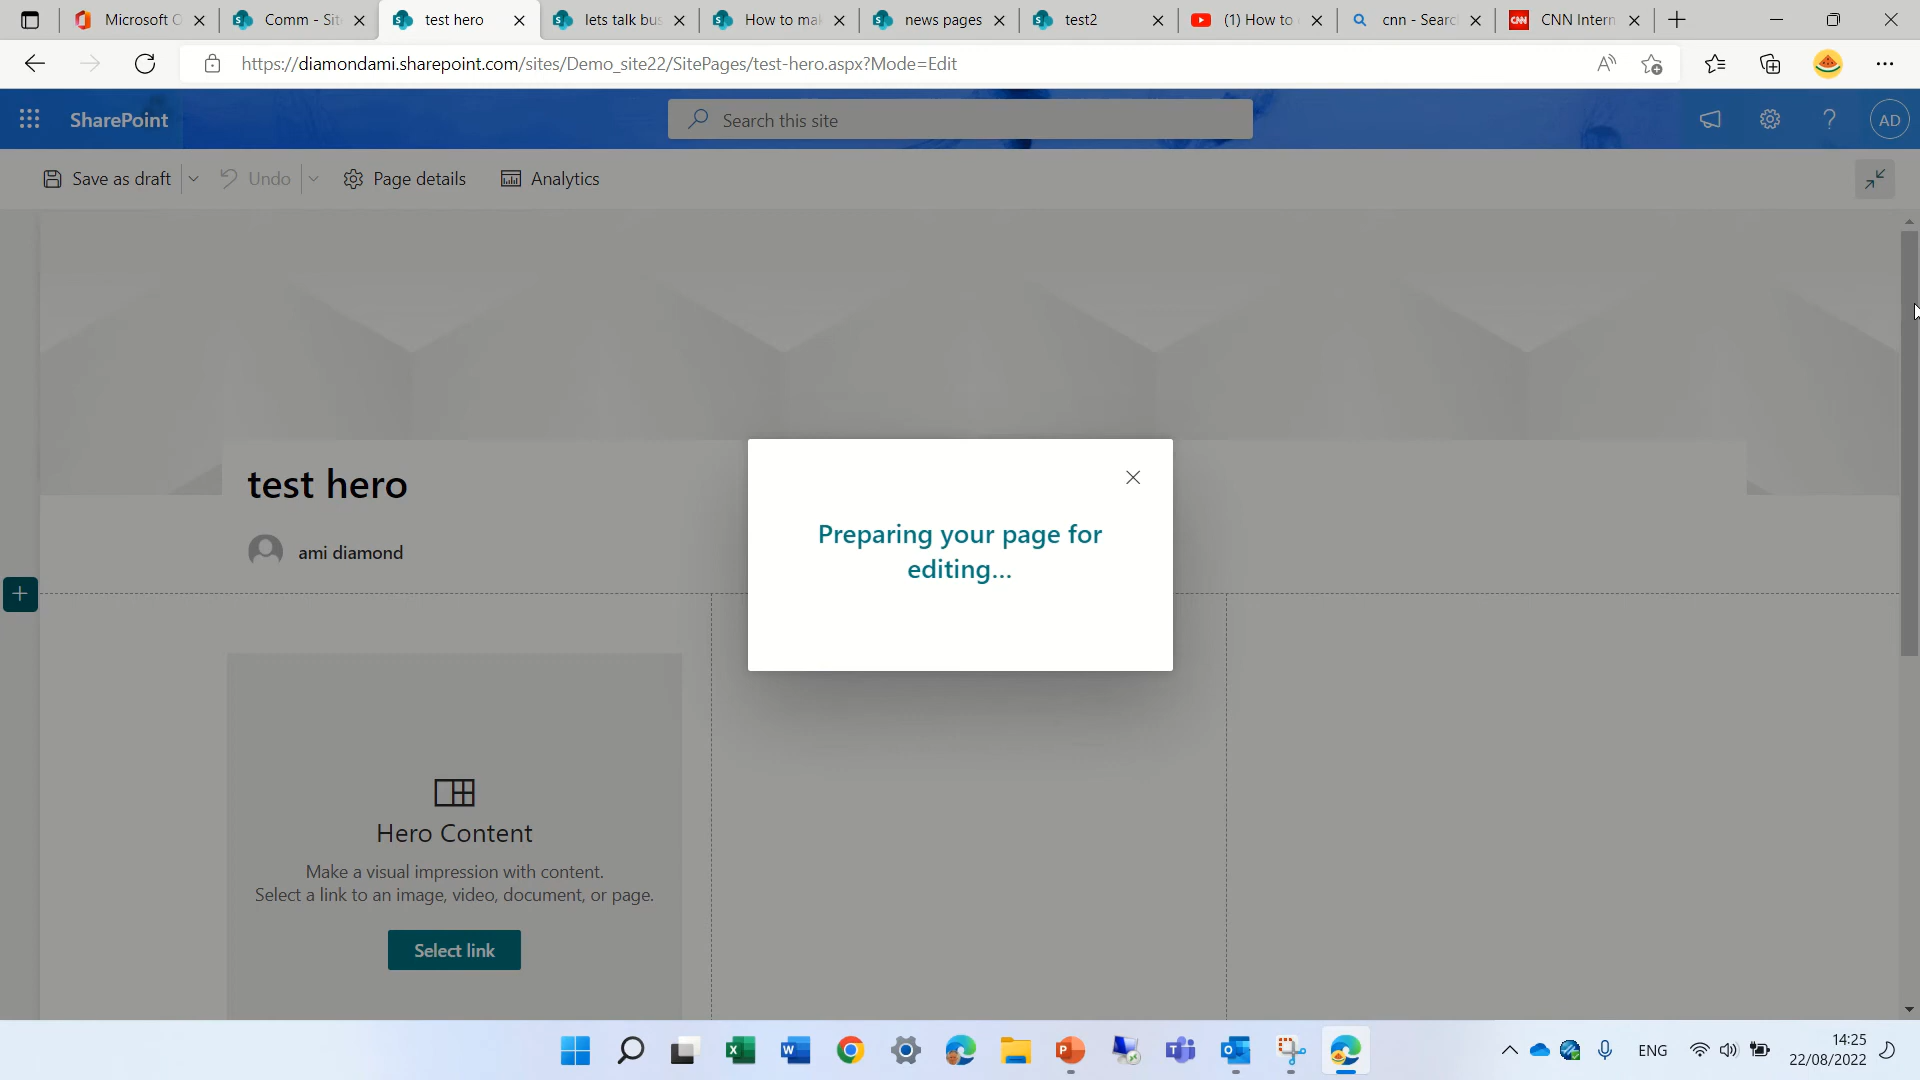 Microsoft O
Comm - Sit
test hero
lets talk bus
How to mak
news pages
test2
(1) How to
cnn - Searc
CNN
CNN Intern
https://diamondami.sharepoint.com/sites/Demo_site22/SitePages/test-hero.aspx?Mode=Edit
SharePoint
Search this site
AD
Save as draft
Undo
Page details
Analytics
test hero
ami diamond
Preparing your page for
editing...
Hero Content
Make a visual impression with content.
Select a link to an image, video, document, or page.
Select link
ENG
14:25
22/08/2022